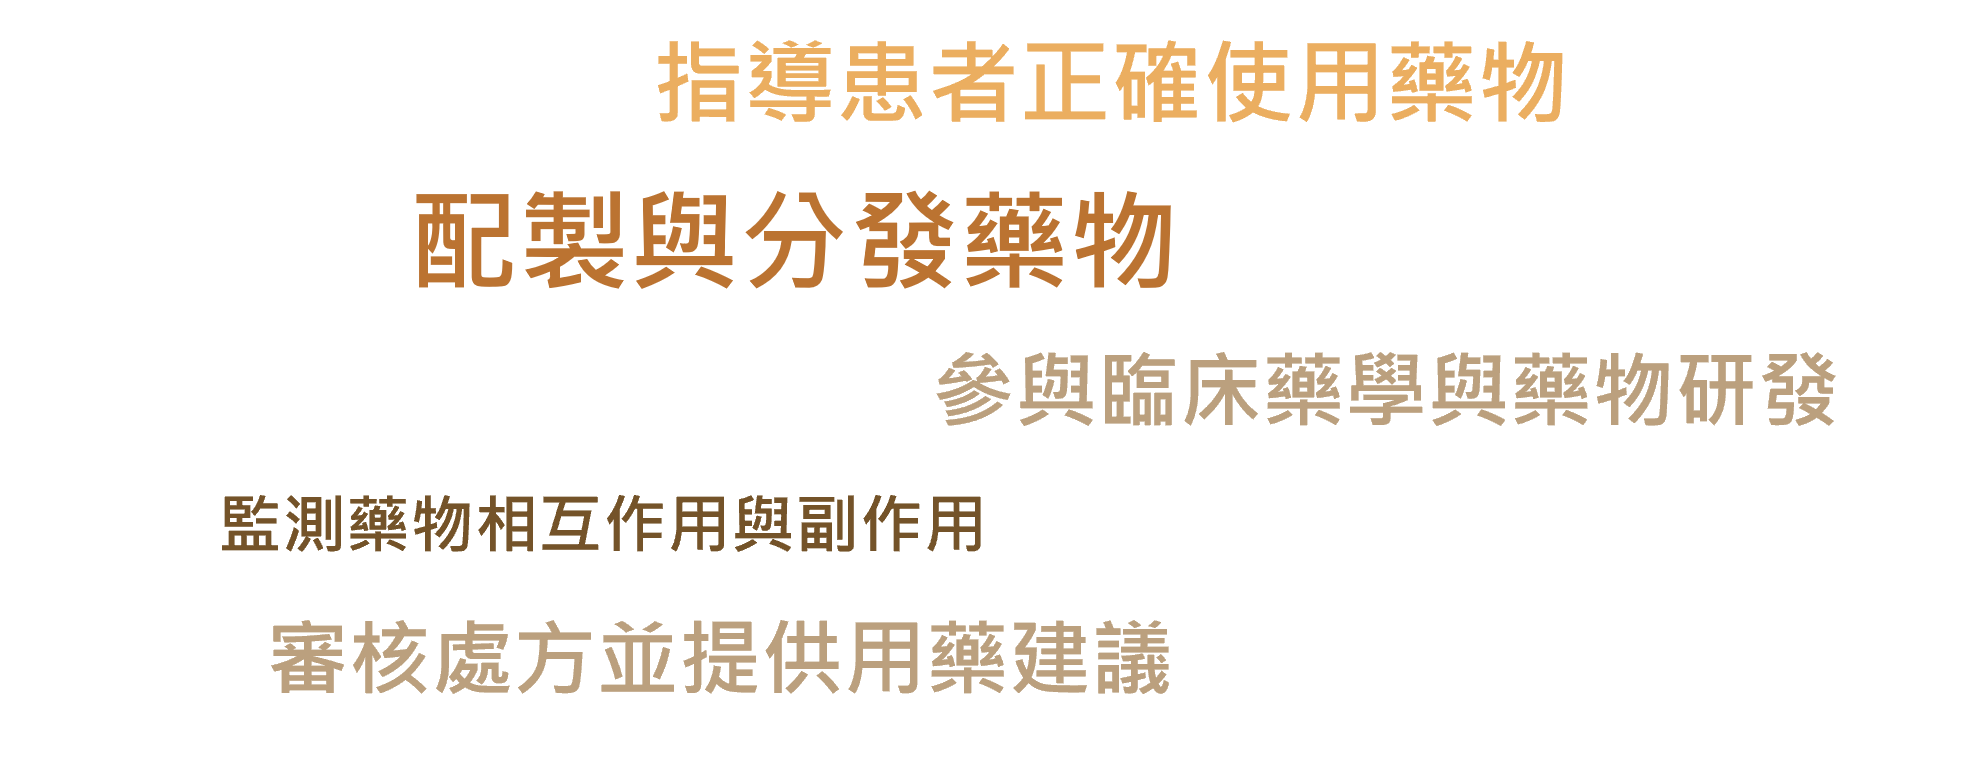 指導患者正確使用藥物
配製與分發藥物
參與臨床藥學與藥物研發
監測藥物相互作用與副作用
審核處方並提供用藥建議